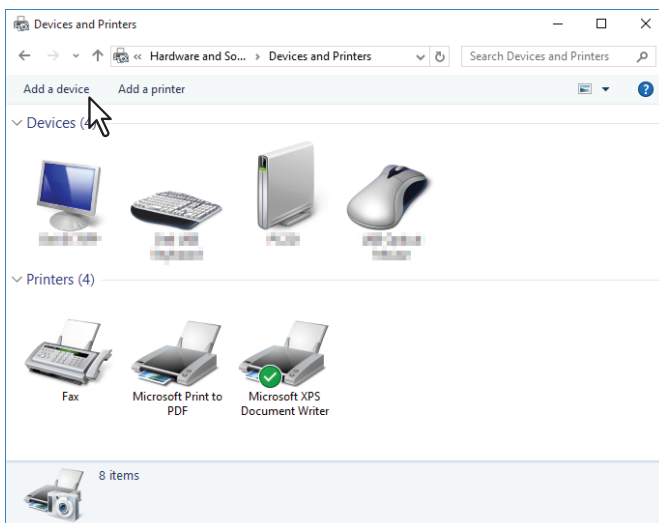 Devices and Printers
« Hardware and So... > Devices and Printers
Search Devices and Printers
Add a device
Add a printer
?
Devices (4)
Printers (4)
Fax
Microsoft Print to
PDF
Microsoft XPS
Document Writer
8 items